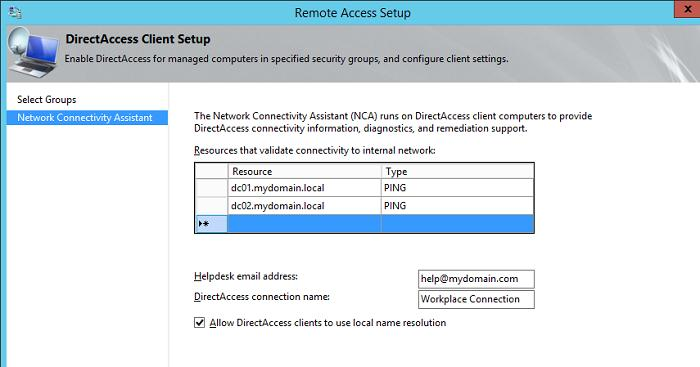 Remote Access Setup
x
DirectAccess Client Setup
Enable DirectAccess for managed computers in specified security groups, and configure client settings.
Select Groups
Network Connectivity Assistant
The Network Connectivity Assistant (NCA) runs on DirectAccess client computers to provide
DirectAccess connectivity information, diagnostics, and remediation support.
Resources that validate connectivity to internal network:
Resource Type
dc01.mydomain.local PING
dc02.mydomain.local PING
Helpdesk email address: help@mydomain.com
DirectAccess connection name: Workplace Connection
Allow DirectAccess clients to use local name resolution